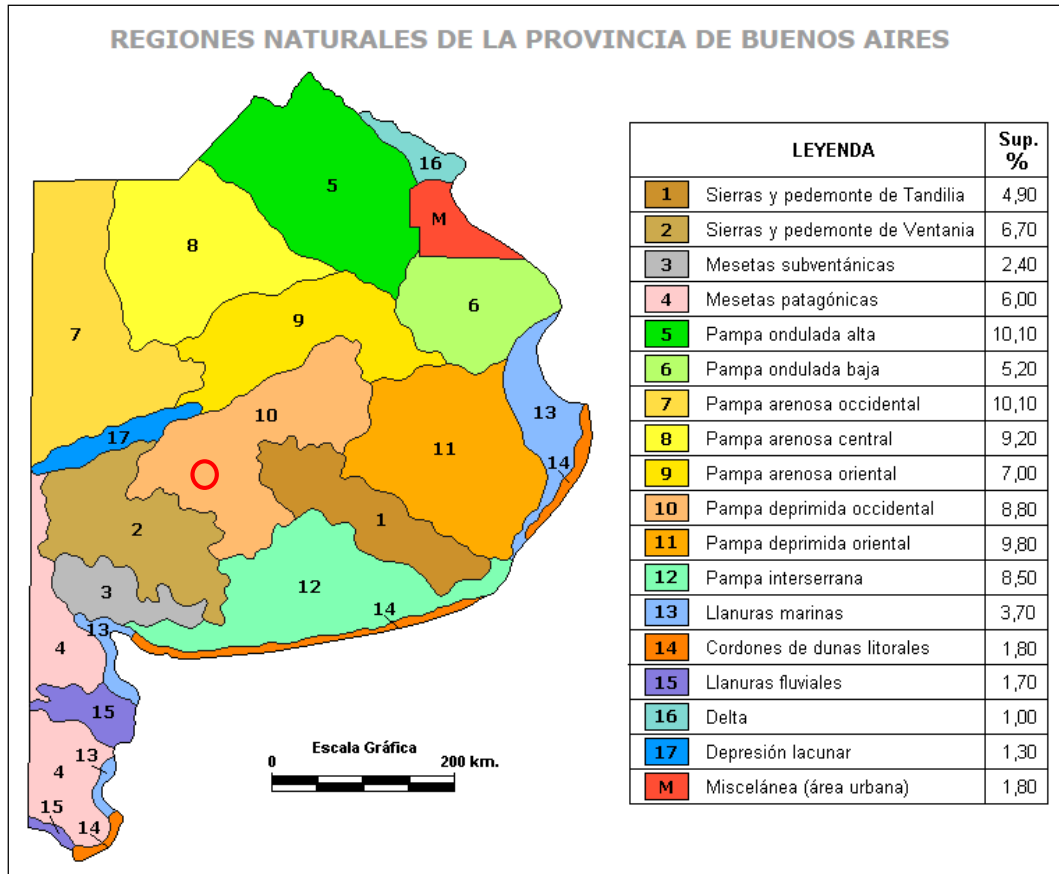 REGIONES NATURALES DE LA PROVINCIA DE BUENOS AIRES
16
5
M
8
6
9
7
13
10
17
11
14
1
2
12
3
14
13
4
15
13
4
15
14
Escala Gráfica
0 200 km.
LEYENDA Sup. %
1 Sierras y pedemonte de Tandilia 4,90
2 Sierras y pedemonte de Ventania 6,70
3 Mesetas subventánicas 2,40
4 Mesetas patagónicas 6,00
5 Pampa ondulada alta 10,10
6 Pampa ondulada baja 5,20
7 Pampa arenosa occidental 10,10
8 Pampa arenosa central 9,20
9 Pampa arenosa oriental 7,00
10 Pampa deprimida occidental 8,80
11 Pampa deprimida oriental 9,80
12 Pampa interserrana 8,50
13 Llanuras marinas 3,70
14 Cordones de dunas litorales 1,80
15 Llanuras fluviales 1,70
16 Delta 1,00
17 Depresión lacunar 1,30
M Miscelánea (área urbana) 1,80